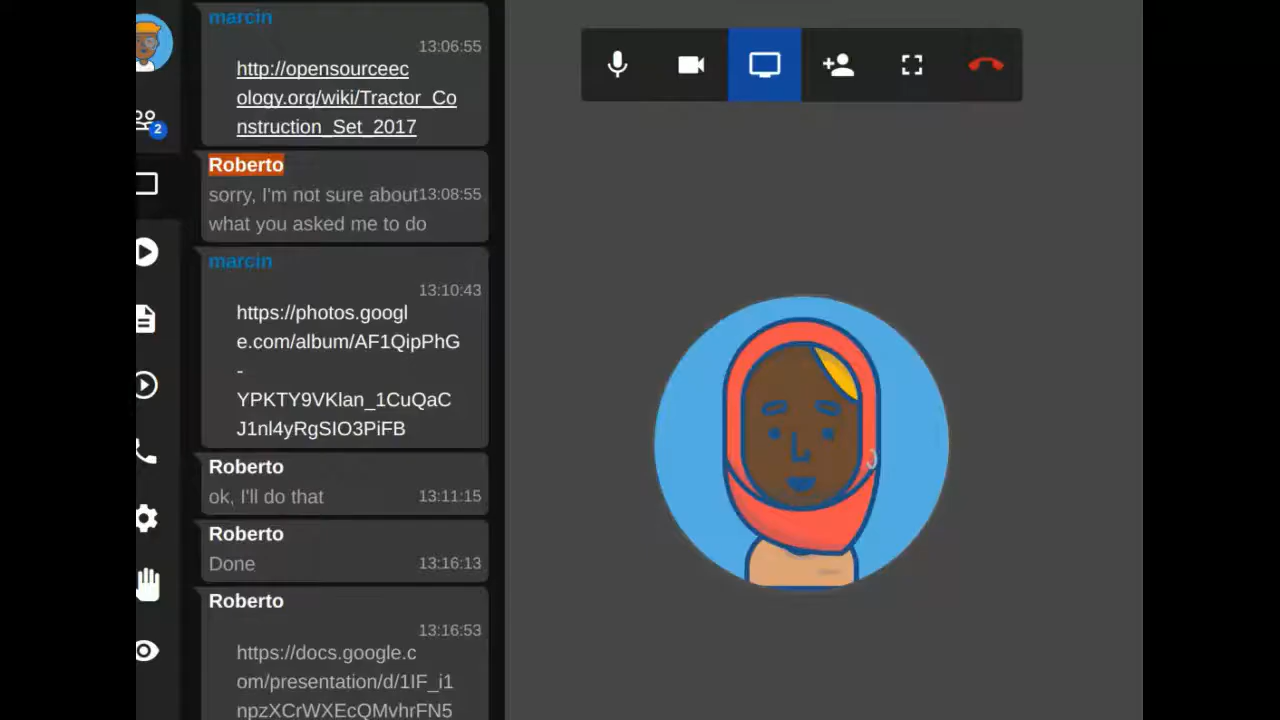 marcin
13:06:55
http://opensourceec
ology.org/wiki/Tractor_Co
nstruction_Set_2017
2
Roberto
sorry, I'm not sure about 13:08:55
what you asked me to do
marcin
13:10:43
https://photos.googl
e.com/album/AF1QipPhG
-
YPKTY9VKlan_1CuQaC
J1nl4yRgSIO3PiFB
Roberto
ok, I'll do that 13:11:15
Roberto
Done 13:16:13
Roberto
13:16:53
https://docs.google.c
om/presentation/d/1IF_i1
npzXCrWXEcQMvhrFN5